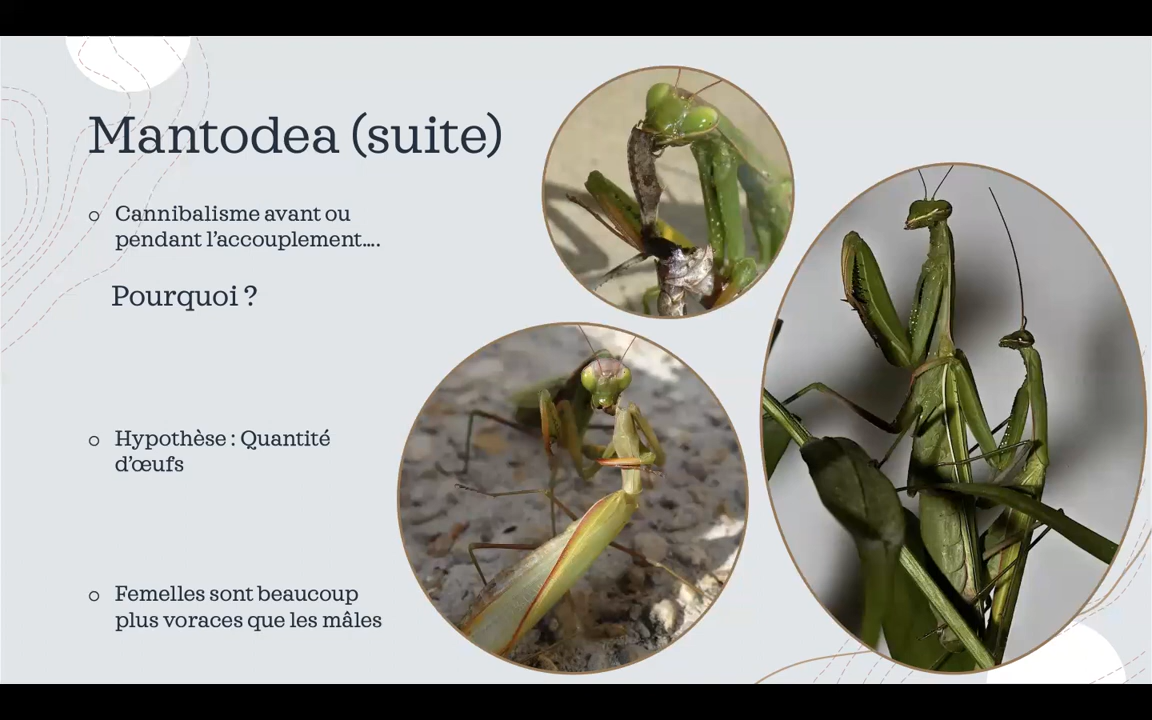 Mantodea (suite)
o Cannibalisme avant ou
pendant l’accouplement....
Pourquoi ?
o Hypothèse : Quantité
d’œufs
o Femelles sont beaucoup
plus voraces que les mâles